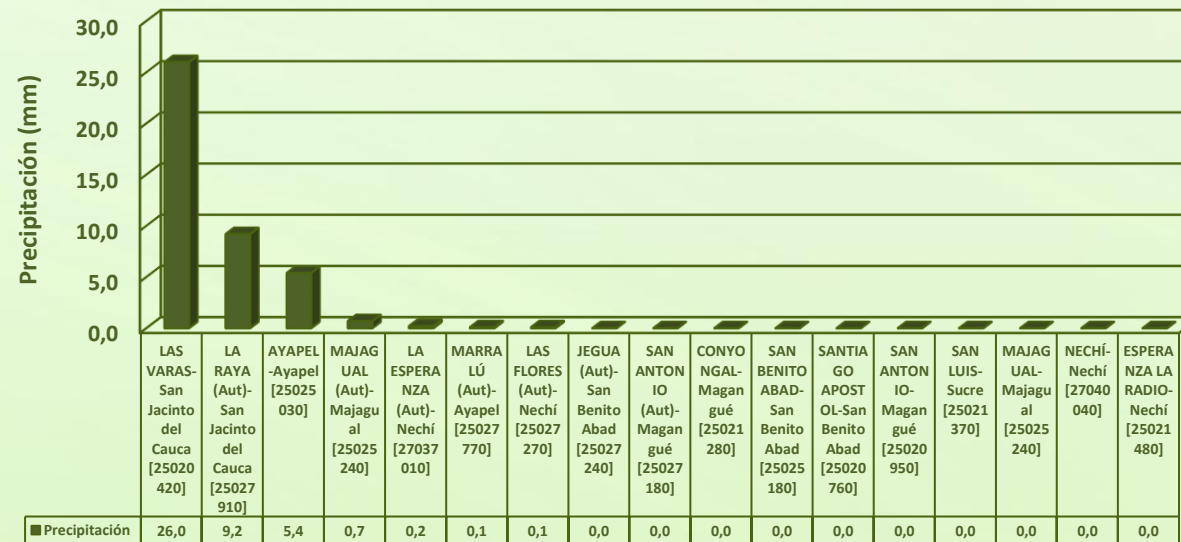 Precipitación (mm)
30,0
25,0
20,0
15,0
10,0
5,0
0,0
LAS
VARAS-
San
Jacinto
del
Cauca
[25020
420]
LA
RAYA
(Aut)-
San
Jacinto
del
Cauca
[25027
910]
AYAPEL
-Ayapel
[25025
030]
MAJAG
UAL
(Aut)-
Majagu
al
[25025
240]
LA
ESPERA
NZA
(Aut)-
Nechí
[27037
010]
MARRA
LÚ
(Aut)-
Ayapel
[25027
770]
LAS
FLORES
(Aut)-
Nechí
[25027
270]
JEGUA
(Aut)-
San
Benito
Abad
[25027
240]
SAN
ANTON
IO
(Aut)-
Magan
gué
[25027
180]
CONYO
NGAL-
Magan
gué
[25021
280]
SAN
BENITO
ABAD-
San
Benito
Abad
[25025
180]
SANTIA
GO
APOST
OL-San
Benito
Abad
[25020
760]
SAN
ANTON
IO-
Magan
gué
[25020
950]
SAN
LUIS-
Sucre
[25021
370]
MAJAG
UAL-
Majagu
al
[25025
240]
NECHÍ-
Nechí
[27040
040]
ESPERA
NZA LA
RADIO-
Nechí
[25021
480]
Precipitación 26,0 9,2 5,4 0,7 0,2 0,1 0,1 0,0 0,0 0,0 0,0 0,0 0,0 0,0 0,0 0,0 0,0